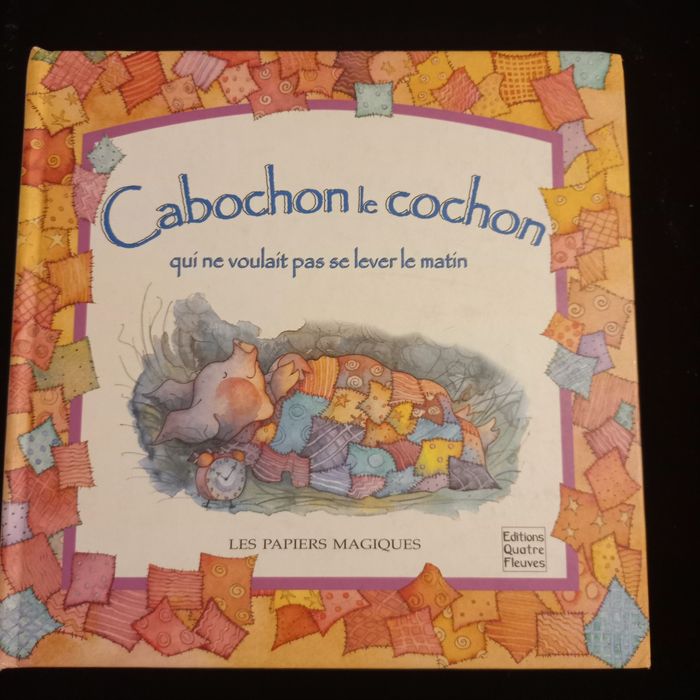 Cabochon le cochon
qui ne voulait pas se lever le matin
LES PAPIERS MAGIQUES
Editions
Quatre
Fleuves